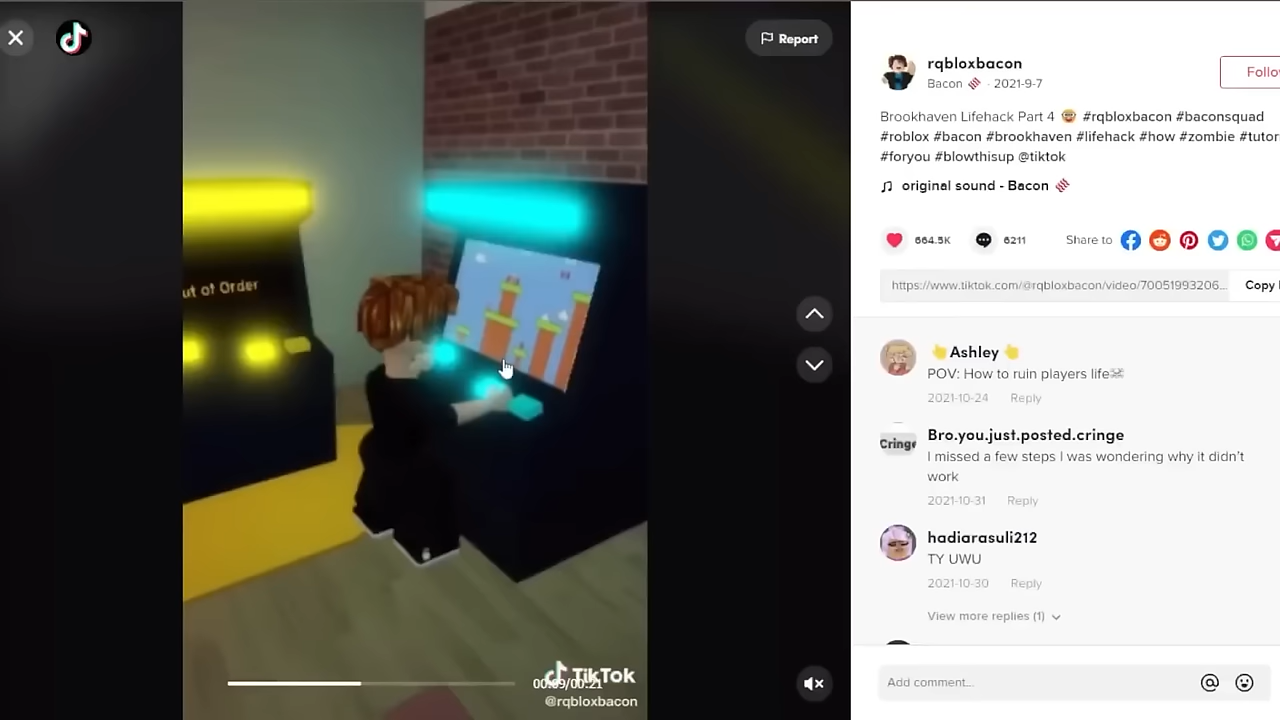 Report
ut of Order
TikTok
00:09/00:21
@rqbloxbacon
rqbloxbacon
Bacon · 2021-9-7
Follo
Brookhaven Lifehack Part 4 #rqbloxbacon #baconsquad
#roblox #bacon #brookhaven #lifehack #how #zombie #tutor
#foryou #blowthisup @tiktok
original sound - Bacon
664.5K
6211
Share to
https://www.tiktok.com/@rqbloxbacon/video/70051993206...
Copy
Ashley
POV: How to ruin players life
2021-10-24 Reply
Cringe
Bro.you.just.posted.cringe
I missed a few steps I was wondering why it didn't
work
2021-10-31 Reply
hadiarasuli212
TY UWU
2021-10-30 Reply
View more replies (1)
Add comment...